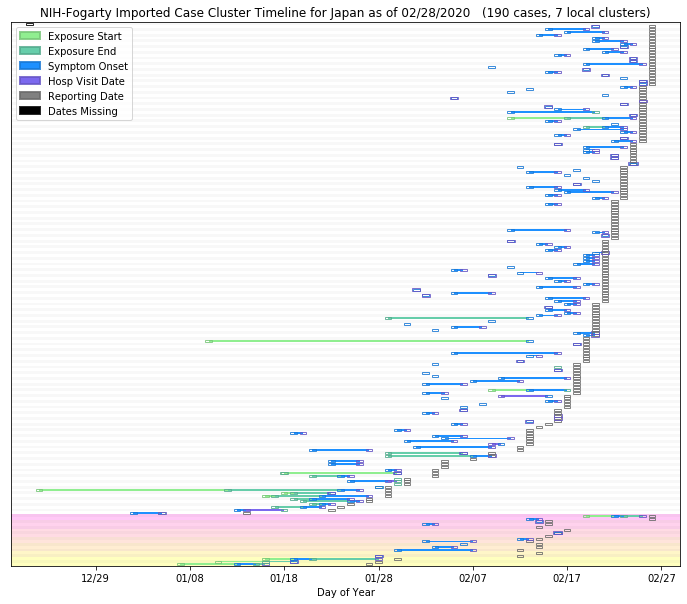 NIH-Fogarty Imported Case Cluster Timeline for Japan as of 02/28/2020   (190 cases, 7 local clusters)
Exposure Start
Exposure End
Symptom Onset
Hosp Visit Date
Reporting Date
Dates Missing
12/29 01/08 01/18 01/28 02/07 02/17 02/27
Day of Year